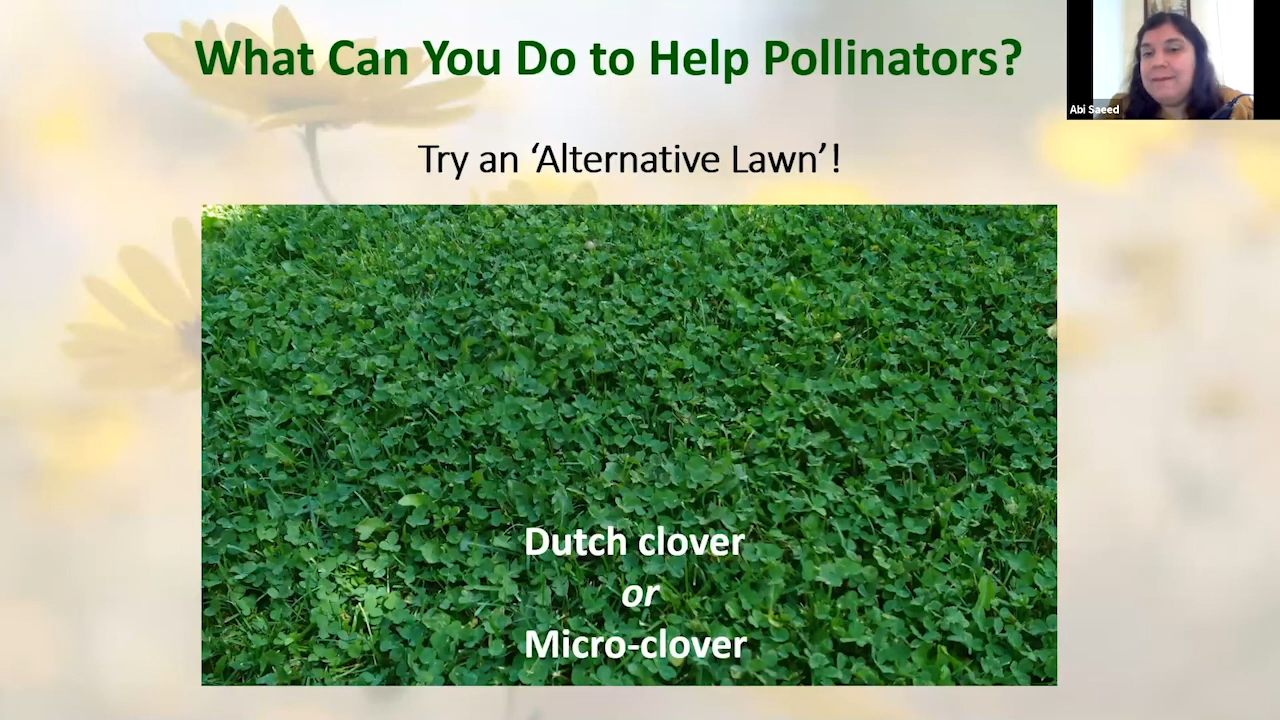 What Can You Do to Help Pollinators?
Abi Saeed
Try an ‘Alternative Lawn’!
Dutch clover
or
Micro-clover